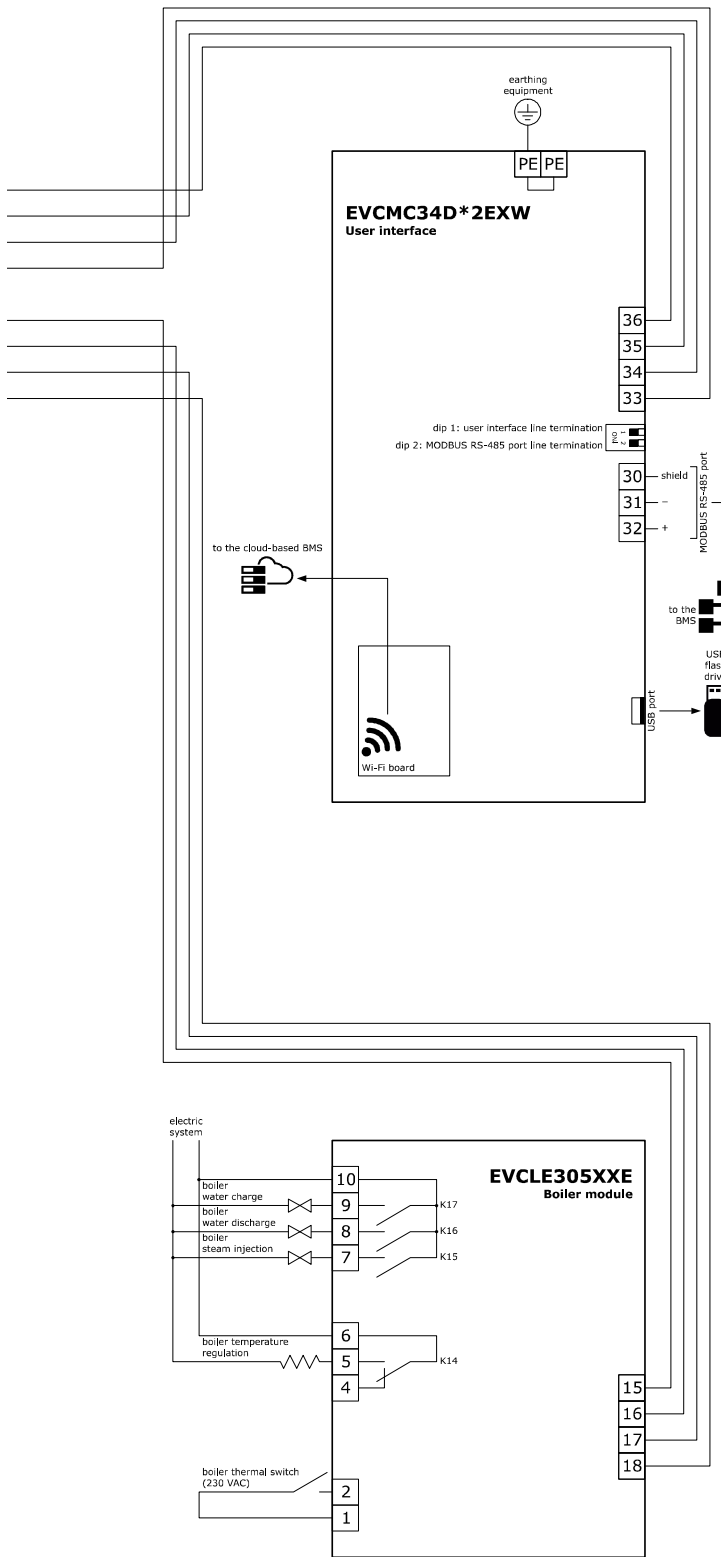 earthing
equipment
PE PE
EVCMC34D*2EXW
User interface
36
35
34
33
dip 1: user interface line termination
dip 2: MODBUS RS-485 port line termination
ON
1
2
30 shield
31 −
32 +
MODBUS RS-485 port
to the cloud-based BMS
to the
BMS
USB port
Wi-Fi board
electric
system
EVCLE305XXE
Boiler module
10
boiler
water charge
9
K17
boiler
water discharge
8
K16
boiler
steam injection
7
K15
6
boiler temperature
regulation
5
K14
4
15
16
17
18
boiler thermal switch
(230 VAC)
2
1